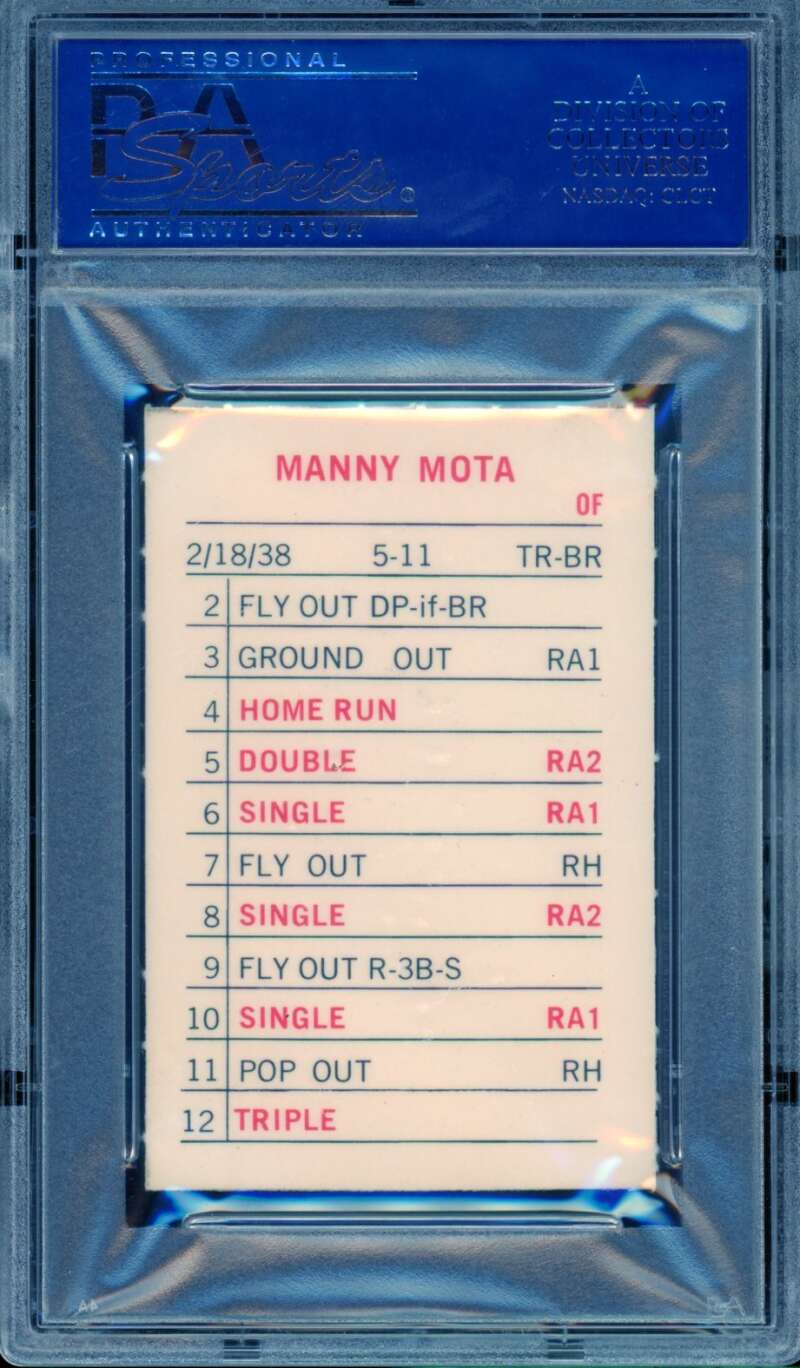 PROFESSIONAL
PSA
Sports®
AUTHENTICATOR
A
DIVISION OF
COLLECTORS
UNIVERSE
NASDAQ: CLCT
MANNY MOTA
OF
2/18/38 5-11 TR-BR
2 FLY OUT DP-if-BR
3 GROUND OUT RA1
4 HOME RUN
5 DOUBLE RA2
6 SINGLE RA1
7 FLY OUT RH
8 SINGLE RA2
9 FLY OUT R-3B-S
10 SINGLE RA1
11 POP OUT RH
12 TRIPLE